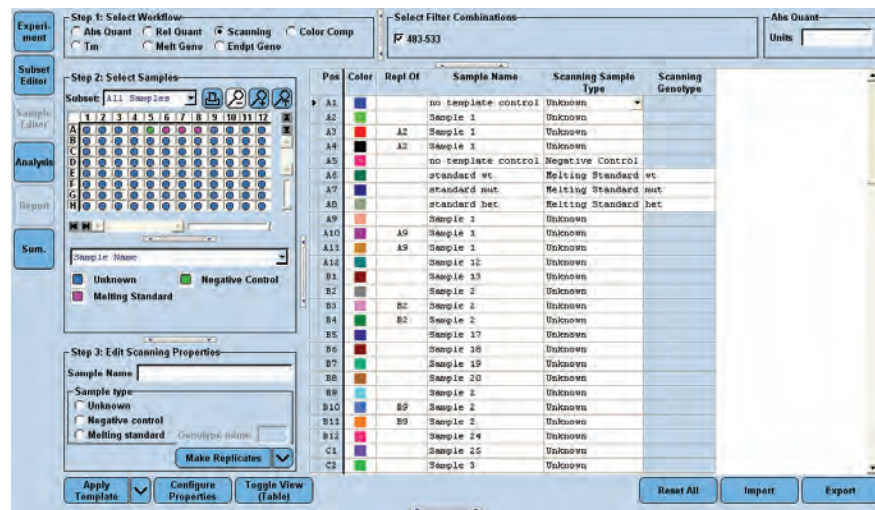 Experi-
ment
Subset
Editor
Sample
Editor
Analysis
Report
Sum.
Step 1: Select Workflow
Abs Quant Rel Quant Scanning Color Comp
Tm Melt Geno Endpt Geno
Select Filter Combinations
483-533
Abs Quant
Units
Step 2: Select Samples
Subset: All Samples
1 2 3 4 5 6 7 8 9 10 11 12
A
B
C
D
E
F
G
H
Sample Name
Unknown Negative Control
Melting Standard
Step 3: Edit Scanning Properties
Sample Name
Sample type
Unknown
Negative control
Melting standard Genotype name
Make Replicates
Pos Color Repl Of Sample Name Scanning Sample Type Scanning Genotype
A1 no template control Unknown
A2 Sample 1 Unknown
A3 A2 Sample 1 Unknown
A4 A2 Sample 1 Unknown
A5 no template control Negative Control
A6 standard wt Melting Standard wt
A7 standard mut Melting Standard mut
A8 standard het Melting Standard het
A9 Sample 1 Unknown
A10 A9 Sample 1 Unknown
A11 A9 Sample 1 Unknown
A12 Sample 12 Unknown
B1 Sample 13 Unknown
B2 Sample 2 Unknown
B3 B2 Sample 2 Unknown
B4 B2 Sample 2 Unknown
B5 Sample 17 Unknown
B6 Sample 18 Unknown
B7 Sample 19 Unknown
B8 Sample 20 Unknown
B9 Sample 2 Unknown
B10 B9 Sample 2 Unknown
B11 B9 Sample 2 Unknown
B12 Sample 24 Unknown
C1 Sample 25 Unknown
C2 Sample 3 Unknown
Apply
Template
Configure
Properties
Toggle View
(Table)
Reset All Import Export